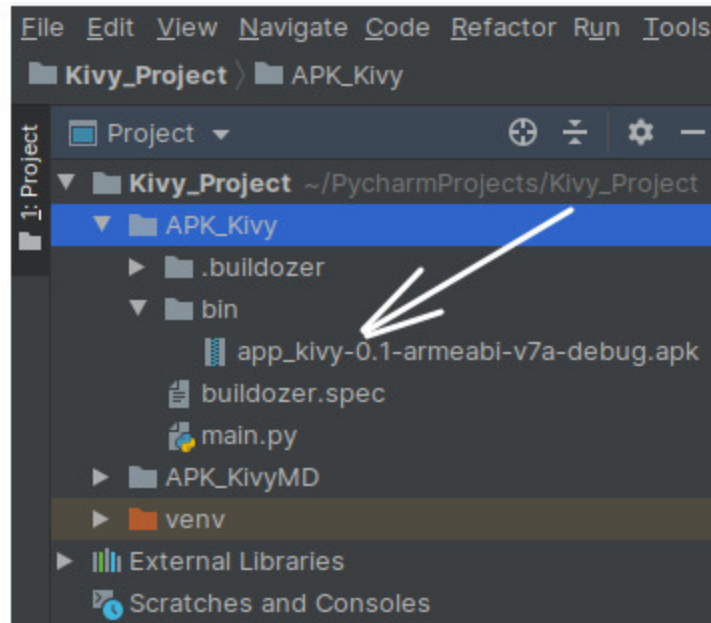 File Edit View Navigate Code Refactor Run Tools
Kivy_Project 〉 APK_Kivy
1: Project
Project
Kivy_Project ~/PycharmProjects/Kivy_Project
APK_Kivy
.buildozer
bin
app_kivy-0.1-armeabi-v7a-debug.apk
buildozer.spec
main.py
APK_KivyMD
venv
External Libraries
Scratches and Consoles